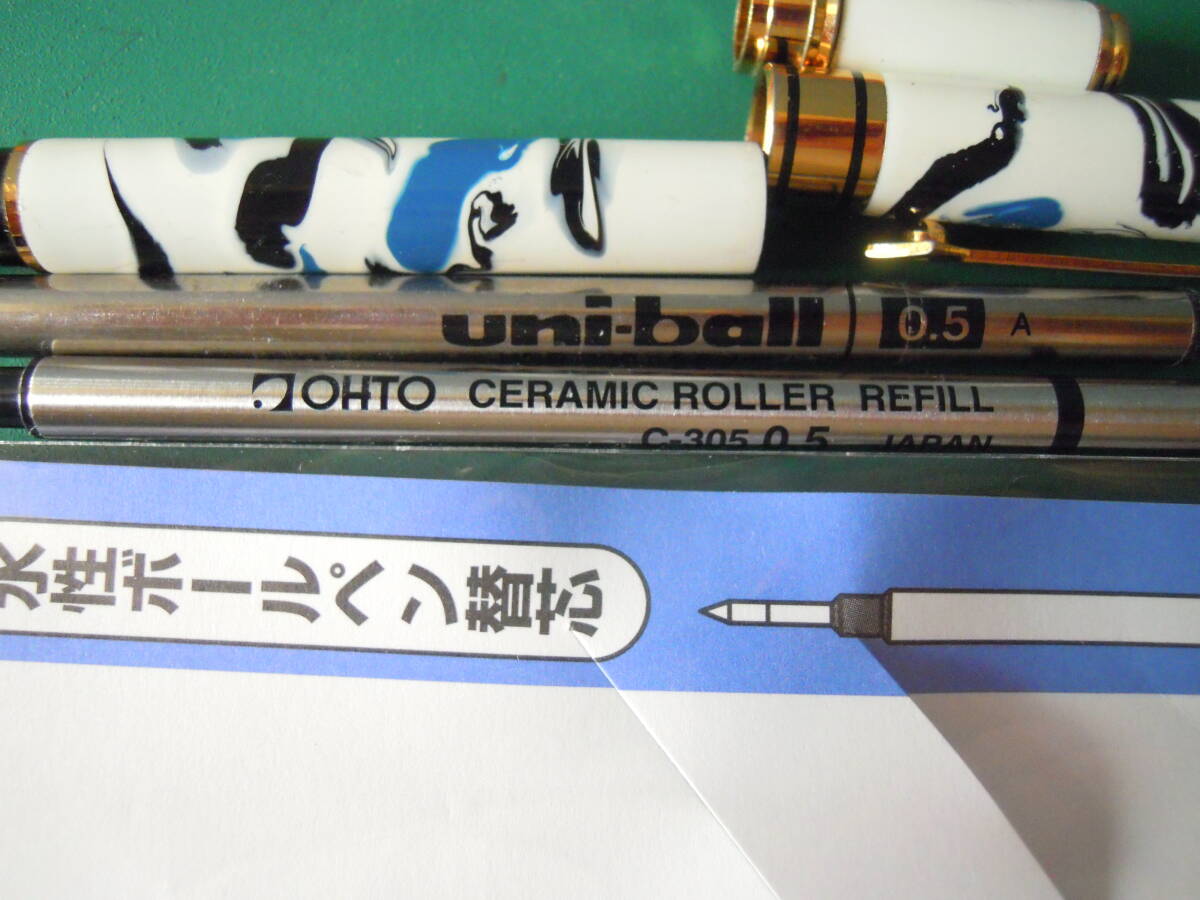 uni-ball 0.5 A
OHTO CERAMIC ROLLER REFILL
C-305 0.5 JAPAN
水性ボールペン替芯